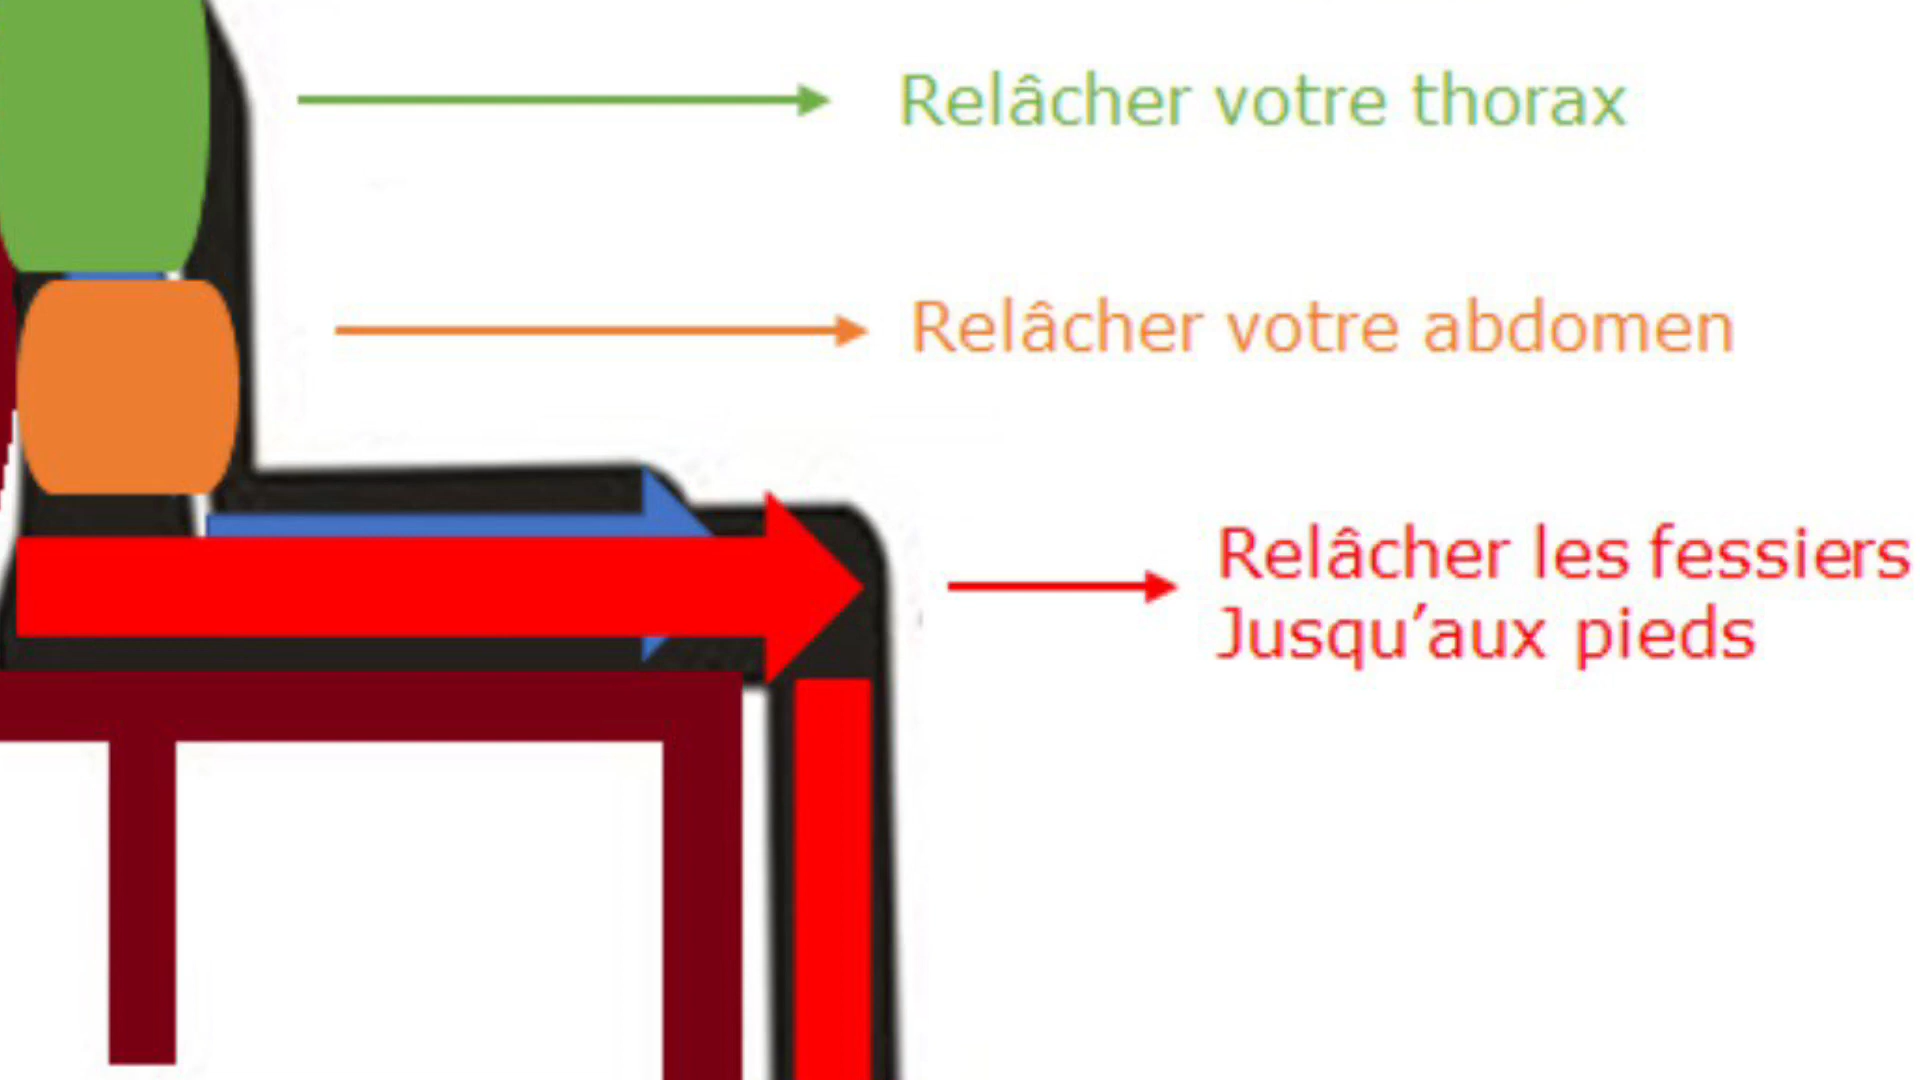 Relâcher votre thorax
Relâcher votre abdomen
Relâcher les fessiers
Jusqu’aux pieds